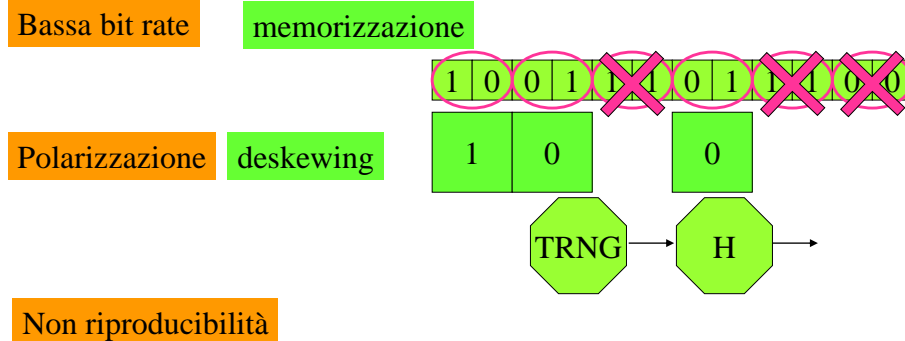 Bassa bit rate memorizzazione
1 0 0 1 1 1 0 1 1 1 0 0
Polarizzazione deskewing 1 0 0
TRNG H
Non riproducibilità